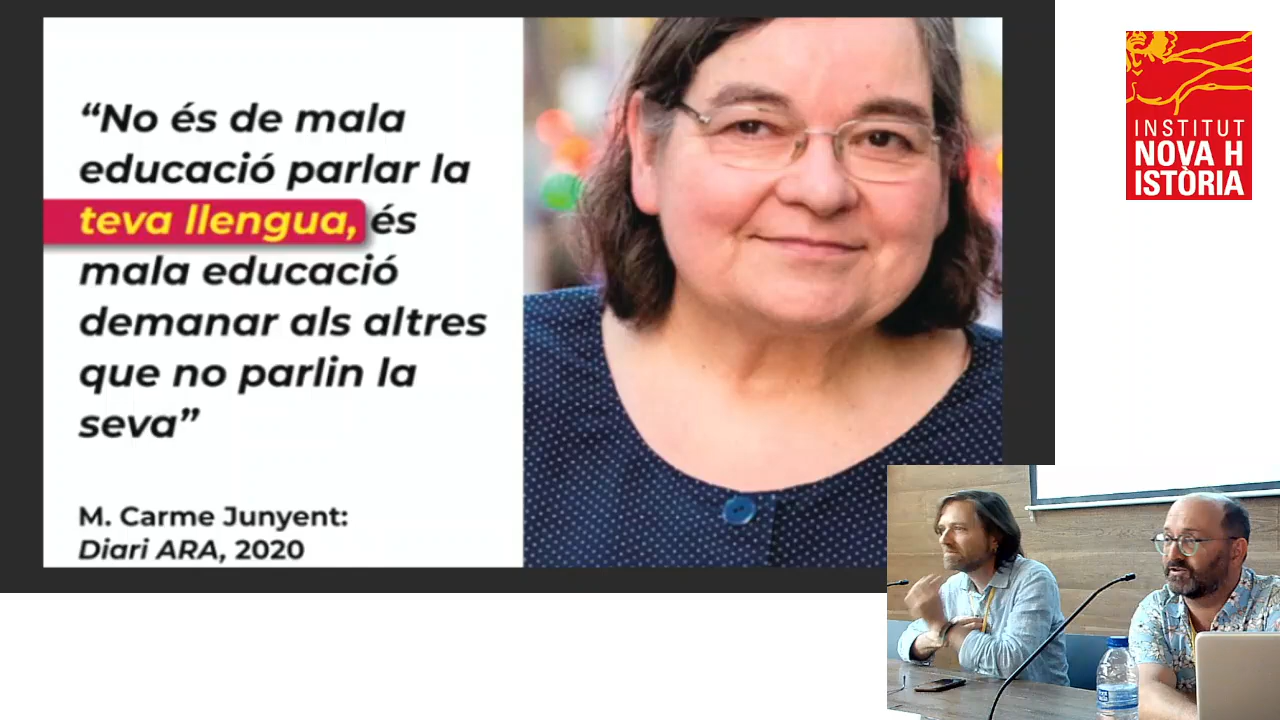 “No és de mala
educació parlar la
teva llengua, és
mala educació
demanar als altres
que no parlin la
seva”
M. Carme Junyent:
Diari ARA, 2020
INSTITUT
NOVA H
ISTÒRIA